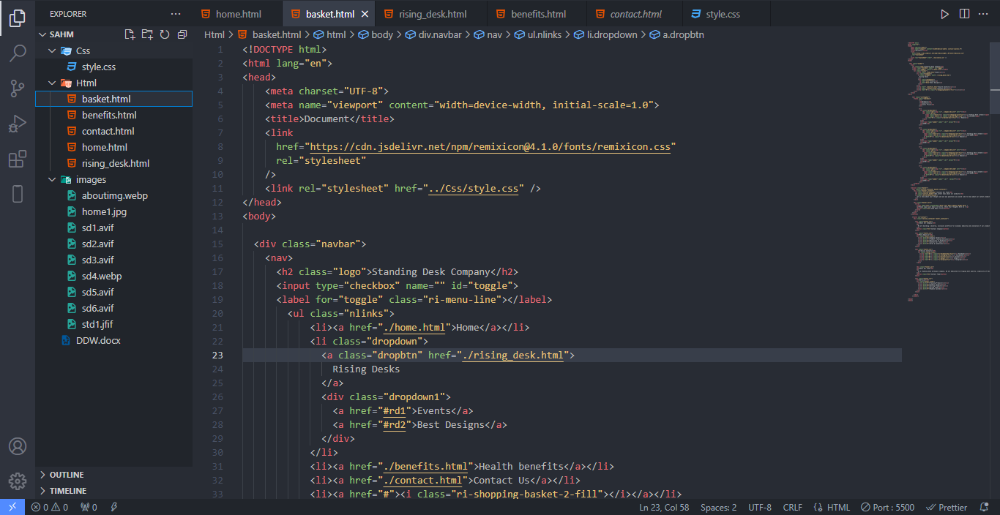 EXPLORER
SAHM
Css
style.css
Html
basket.html
benefits.html
contact.html
home.html
rising_desk.html
images
aboutimg.webp
home1.jpg
sd1.avif
sd2.avif
sd3.avif
sd4.webp
sd5.avif
sd6.avif
std1.jfif
DDW.docx
OUTLINE
TIMELINE
home.html basket.html rising_desk.html benefits.html contact.html style.css
Html > basket.html > html > body > div.navbar > nav > ul.nlinks > li.dropdown > a.dropbtn
1 <!DOCTYPE html>
2 <html lang="en">
3 <head>
4 <meta charset="UTF-8">
5 <meta name="viewport" content="width=device-width, initial-scale=1.0">
6 <title>Document</title>
7 <link
8 href="https://cdn.jsdelivr.net/npm/remixicon@4.1.0/fonts/remixicon.css"
9 rel="stylesheet"
10 />
11 <link rel="stylesheet" href="../Css/style.css" />
12 </head>
13 <body>
14
15 <div class="navbar">
16 <nav>
17 <h2 class="logo">Standing Desk Company</h2>
18 <input type="checkbox" name="" id="toggle">
19 <label for="toggle" class="ri-menu-line"></label>
20 <ul class="nlinks">
21 <li><a href="./home.html">Home</a></li>
22 <li class="dropdown">
23 <a class="dropbtn" href="./rising_desk.html">
24 Rising Desks
25 </a>
26 <div class="dropdown1">
27 <a href="#rd1">Events</a>
28 <a href="#rd2">Best Designs</a>
29 </div>
30 </li>
31 <li><a href="./benefits.html">Health benefits</a></li>
32 <li><a href="./contact.html">Contact Us</a></li>
33 <li><a href="#"><i class="ri-shopping-basket-2-fill"></i></a></li>
0 0 0 Ln 23, Col 58 Spaces: 2 UTF-8 CRLF HTML Port : 5500 Prettier